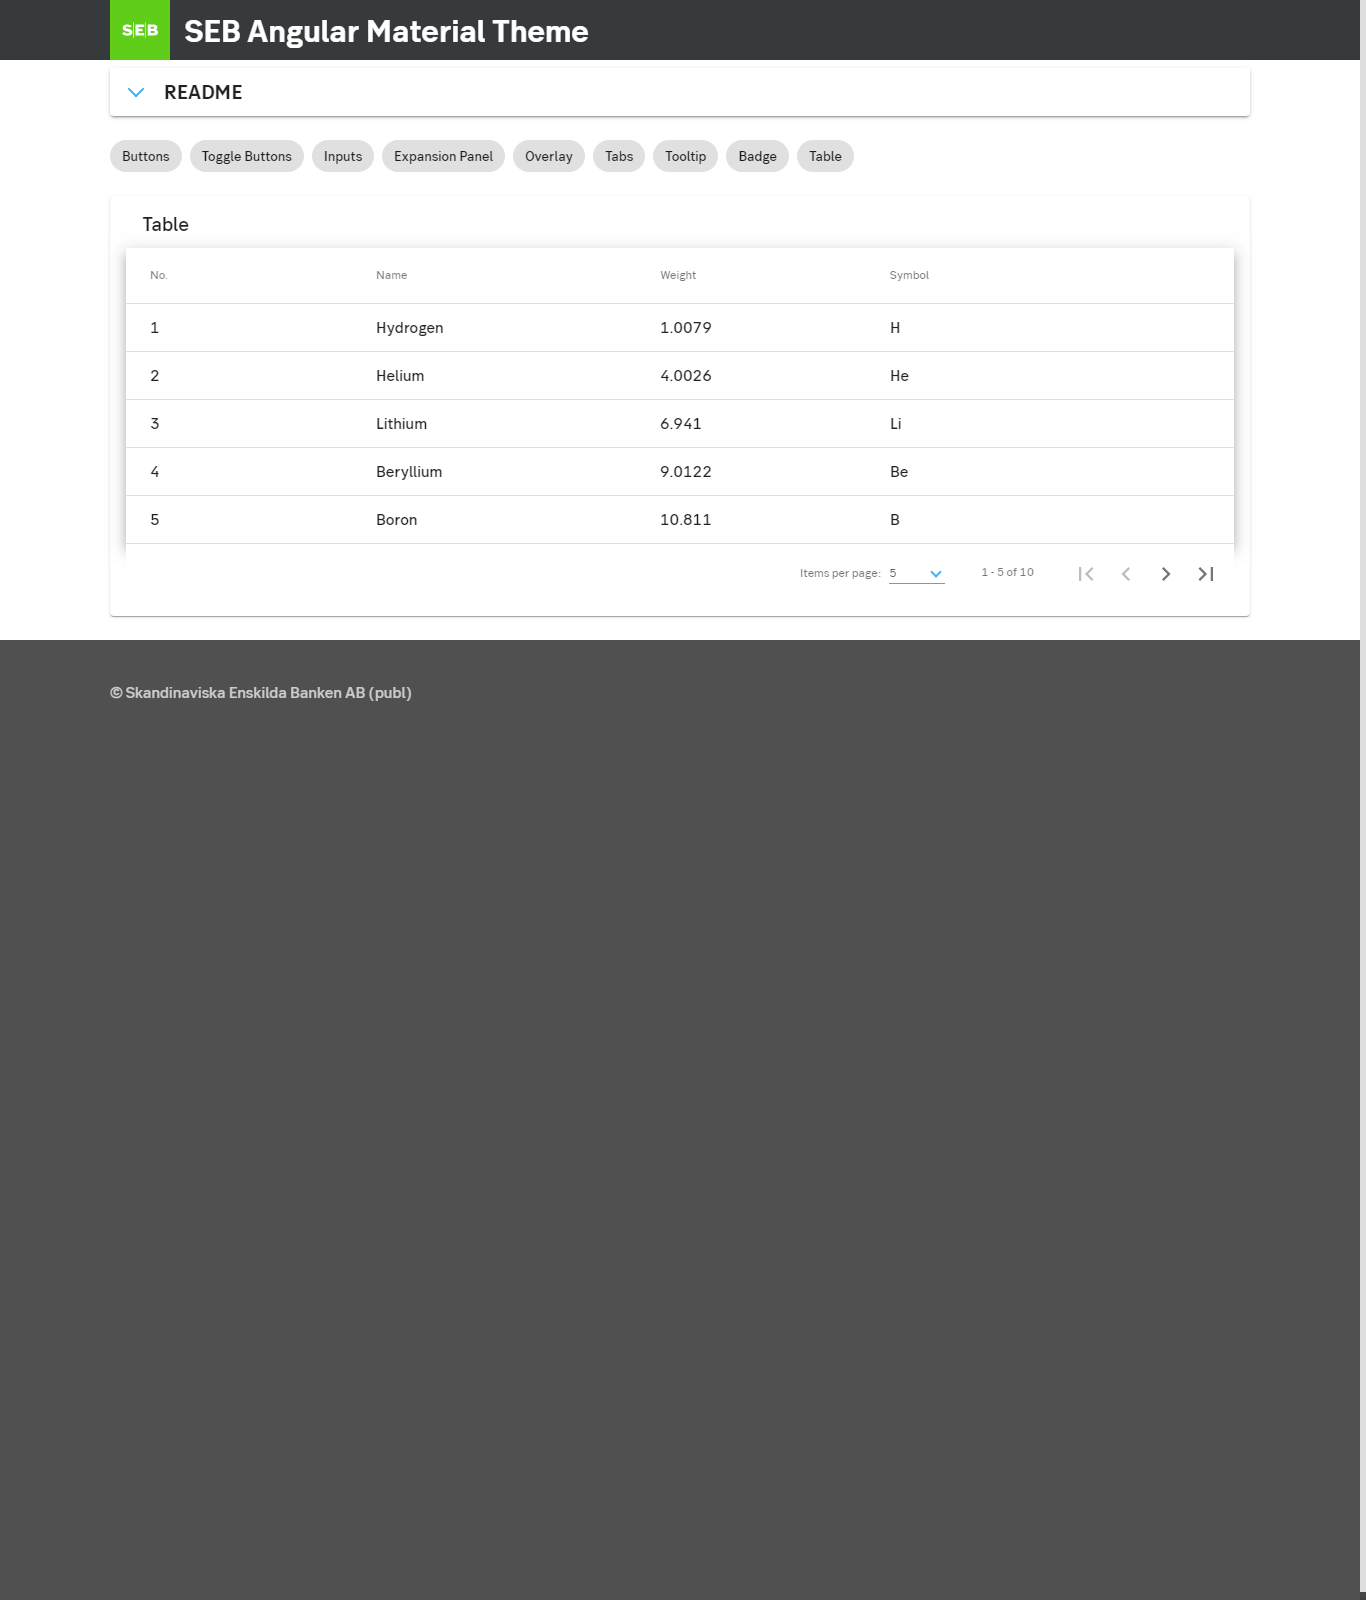 SEB SEB Angular Material Theme
README
Buttons Toggle Buttons Inputs Expansion Panel Overlay Tabs Tooltip Badge Table
Table
No. Name Weight Symbol
1 Hydrogen 1.0079 H
2 Helium 4.0026 He
3 Lithium 6.941 Li
4 Beryllium 9.0122 Be
5 Boron 10.811 B
Items per page: 5 1 - 5 of 10
© Skandinaviska Enskilda Banken AB (publ)